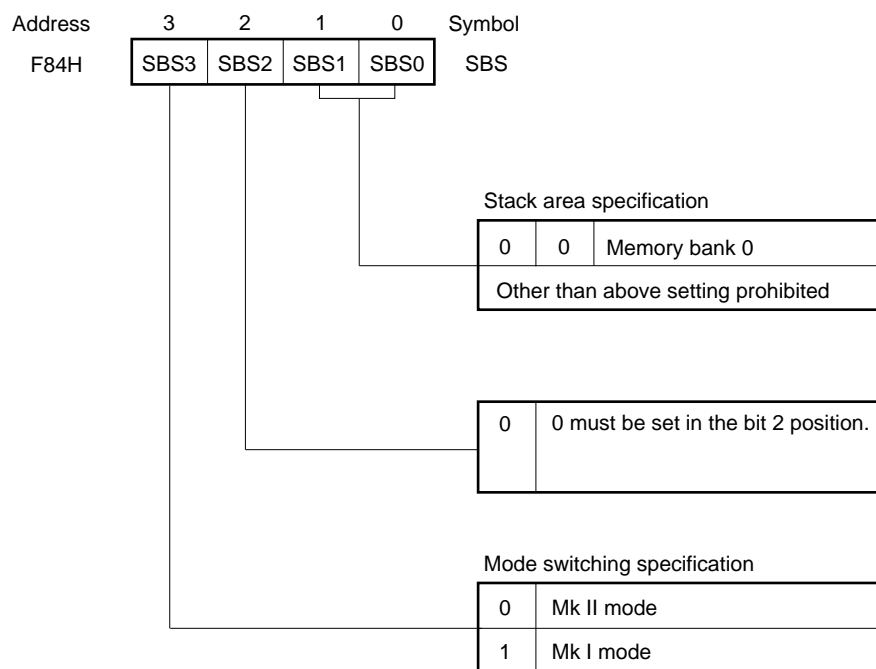 Address 3 2 1 0 Symbol
F84H SBS3 SBS2 SBS1 SBS0 SBS
Stack area specification
0 0 Memory bank 0
Other than above setting prohibited
0 0 must be set in the bit 2 position.
Mode switching specification
0 Mk II mode
1 Mk I mode